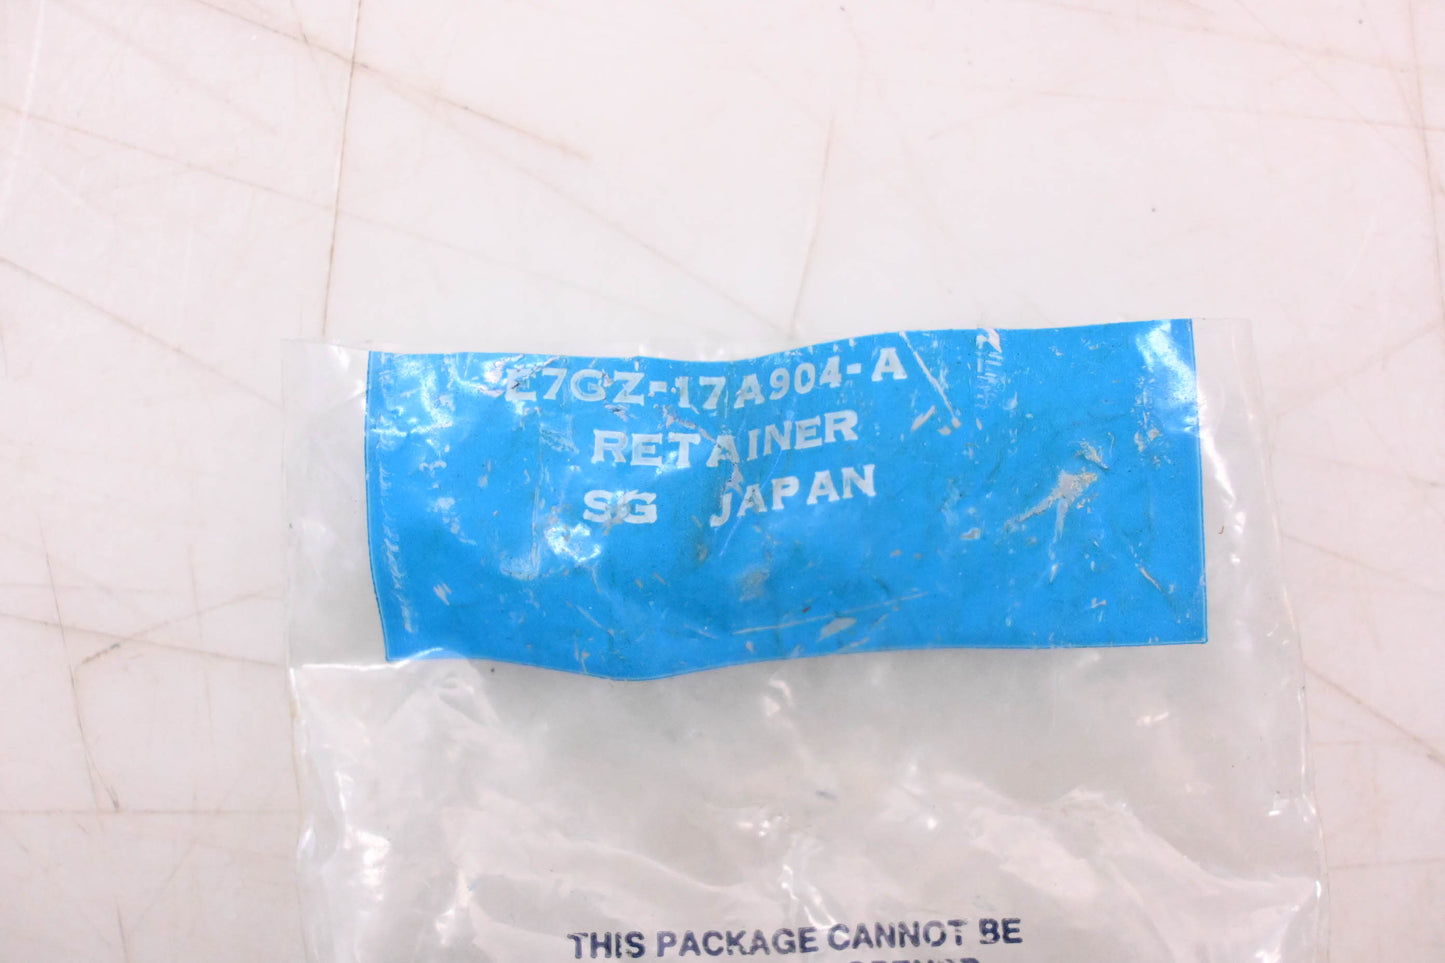 E7GZ-17A904-A
RETAINER
SG JAPAN
THIS PACKAGE CANNOT BE